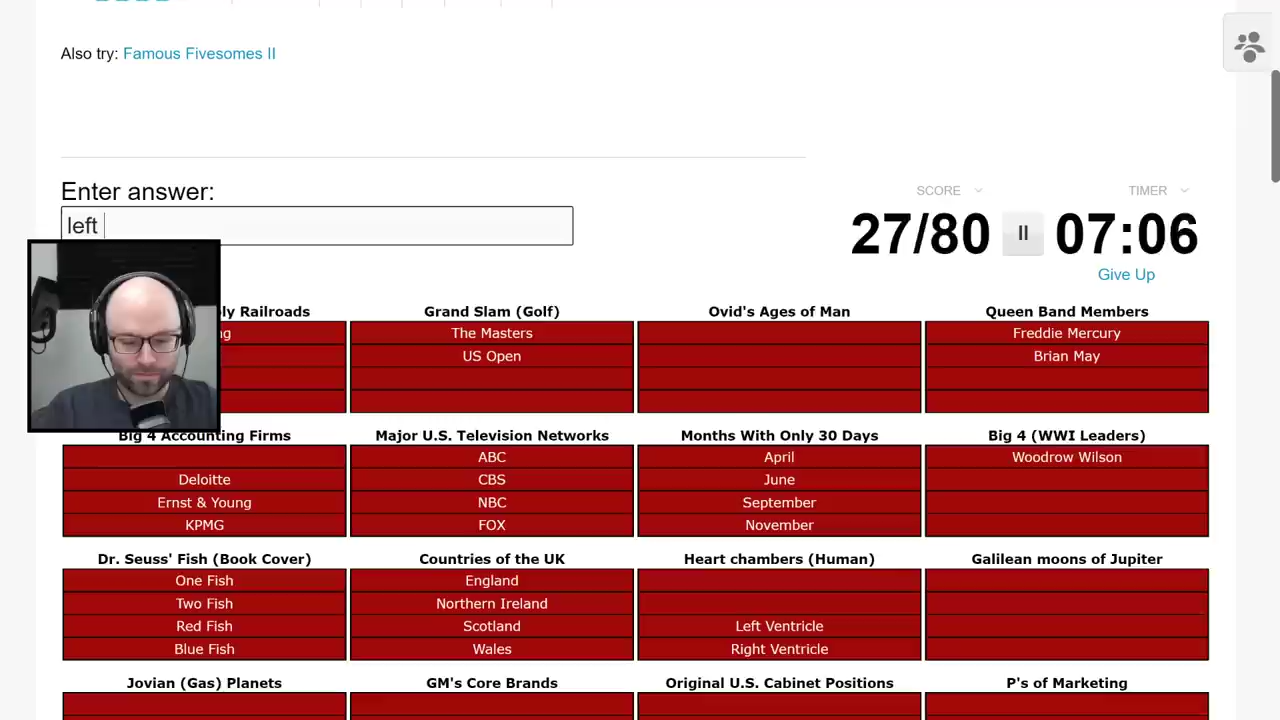 Also try: Famous Fivesomes II
Enter answer:
left
SCORE
TIMER
27/80
07:06
Give Up
Railroads
Grand Slam (Golf)
Ovid's Ages of Man
Queen Band Members
The Masters
Freddie Mercury
US Open
Brian May
Big 4 Accounting Firms
Major U.S. Television Networks
Months With Only 30 Days
Big 4 (WWI Leaders)
ABC
April
Woodrow Wilson
Deloitte
CBS
June
Ernst & Young
NBC
September
KPMG
FOX
November
Dr. Seuss' Fish (Book Cover)
Countries of the UK
Heart chambers (Human)
Galilean moons of Jupiter
One Fish
England
Two Fish
Northern Ireland
Red Fish
Scotland
Left Ventricle
Blue Fish
Wales
Right Ventricle
Jovian (Gas) Planets
GM's Core Brands
Original U.S. Cabinet Positions
P's of Marketing